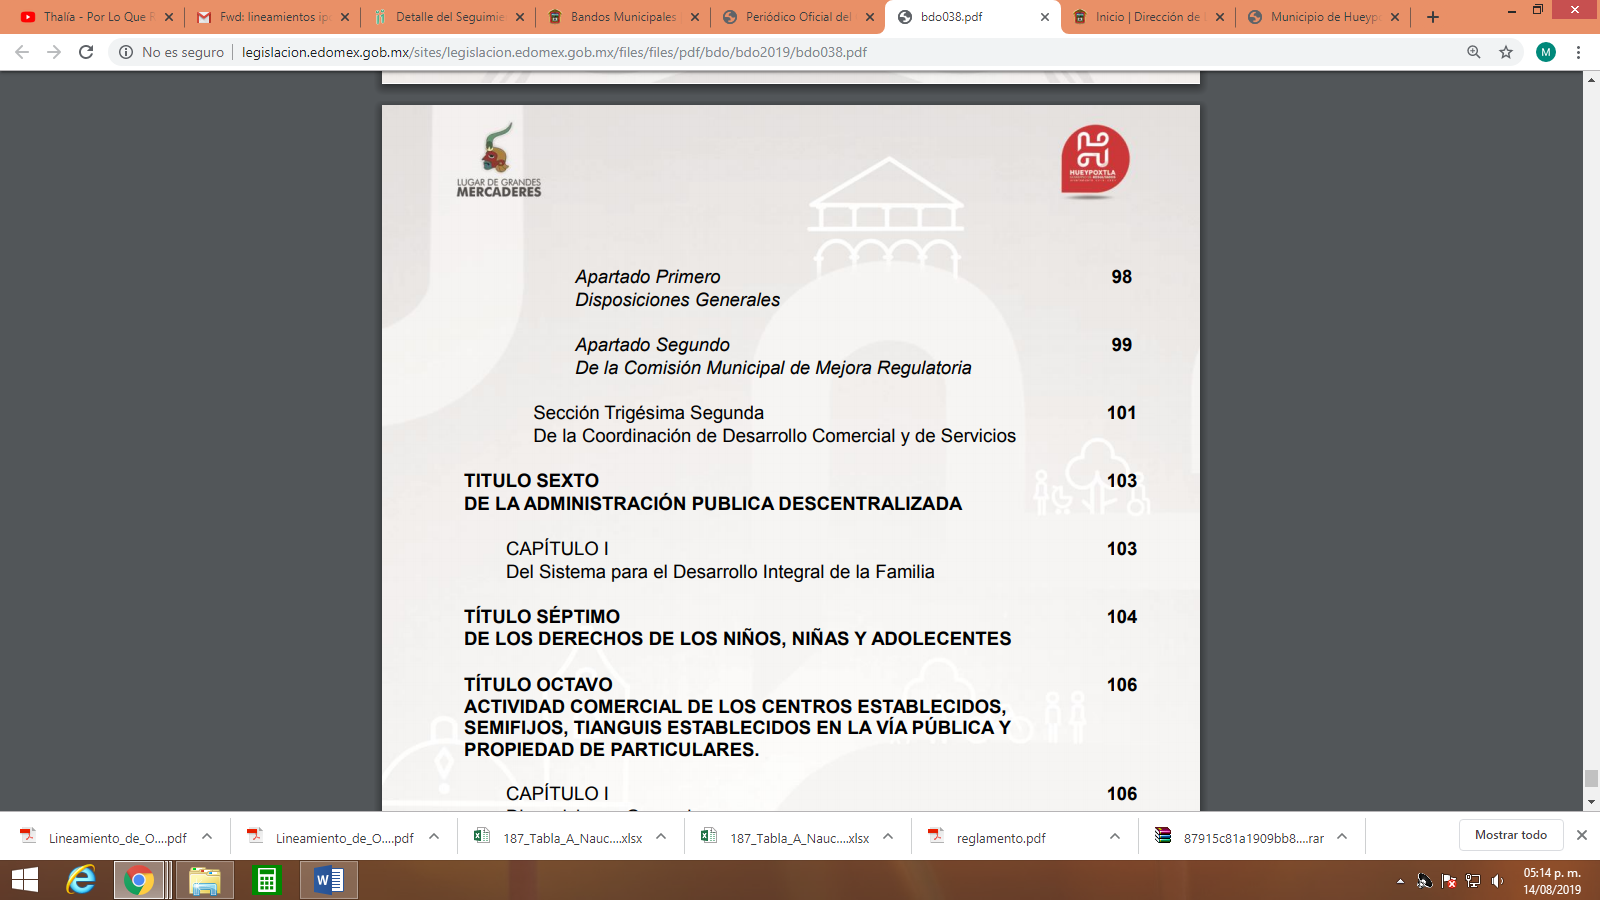 Thalía - Por Lo Que R
Fwd: lineamientos ip
Detalle del Seguimie
Bandos Municipales
Periódico Oficial del
bdo038.pdf
Inicio | Dirección de
Municipio de Hueyp
No es seguro
legislacion.edomex.gob.mx/sites/legislacion.edomex.gob.mx/files/files/pdf/bdo/bdo2019/bdo038.pdf
M
LUGAR DE GRANDES
MERCADERES
HUEYPOXTLA
Apartado Primero 98
Disposiciones Generales
Apartado Segundo 99
De la Comisión Municipal de Mejora Regulatoria
Sección Trigésima Segunda 101
De la Coordinación de Desarrollo Comercial y de Servicios
TITULO SEXTO 103
DE LA ADMINISTRACIÓN PUBLICA DESCENTRALIZADA
CAPÍTULO I 103
Del Sistema para el Desarrollo Integral de la Familia
TÍTULO SÉPTIMO 104
DE LOS DERECHOS DE LOS NIÑOS, NIÑAS Y ADOLECENTES
TÍTULO OCTAVO 106
ACTIVIDAD COMERCIAL DE LOS CENTROS ESTABLECIDOS,
SEMIFIJOS, TIANGUIS ESTABLECIDOS EN LA VÍA PÚBLICA Y
PROPIEDAD DE PARTICULARES.
CAPÍTULO I 106
Lineamiento_de_O....pdf
Lineamiento_de_O....pdf
187_Tabla_A_Nauc....xlsx
187_Tabla_A_Nauc....xlsx
reglamento.pdf
87915c81a1909bb8....rar
Mostrar todo
05:14 p. m.
14/08/2019